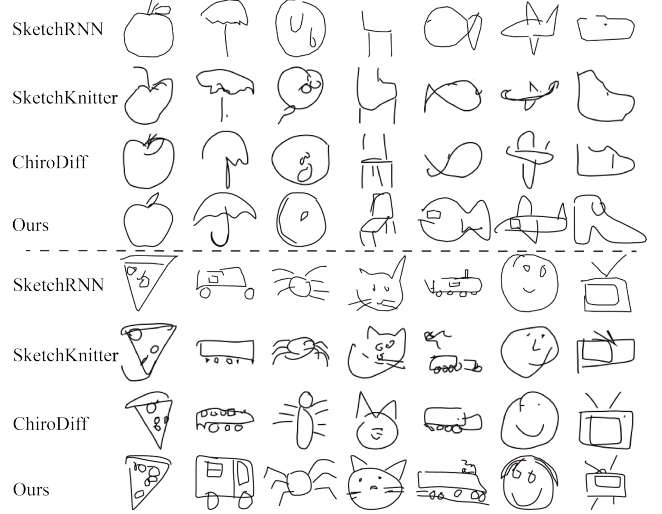 SketchRNN
SketchKnitter
ChiroDiff
Ours
SketchRNN
SketchKnitter
ChiroDiff
Ours